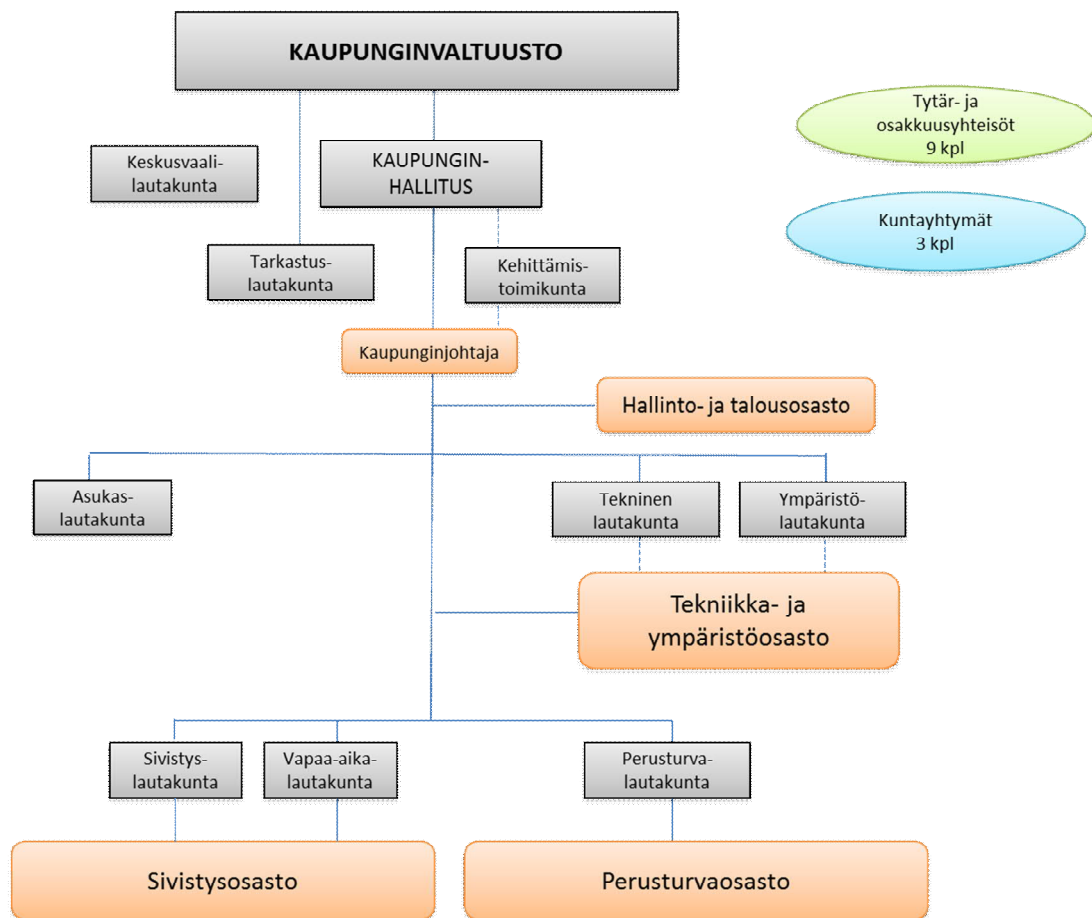 KAUPUNGINVALTUUSTO
Tytär- ja
osakkuusyhteisöt
9 kpl
Keskusvaali-
lautakunta
KAUPUNGIN-
HALLITUS
Kuntayhtymät
3 kpl
Tarkastus-
lautakunta
Kehittämis-
toimikunta
Kaupunginjohtaja
Hallinto- ja talousosasto
Asukas-
lautakunta
Tekninen
lautakunta
Ympäristö-
lautakunta
Tekniikka- ja
ympäristöosasto
Sivistys-
lautakunta
Vapaa-aika-
lautakunta
Perusturva-
lautakunta
Sivistysosasto
Perusturvaosasto